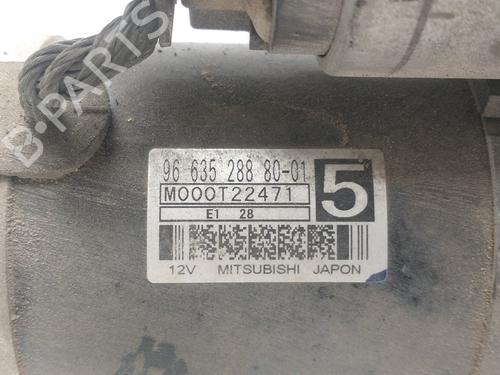 B-PARTS
96 635 288 80-01
M000T22471
5
E1 28
12V MITSUBISHI JAPON